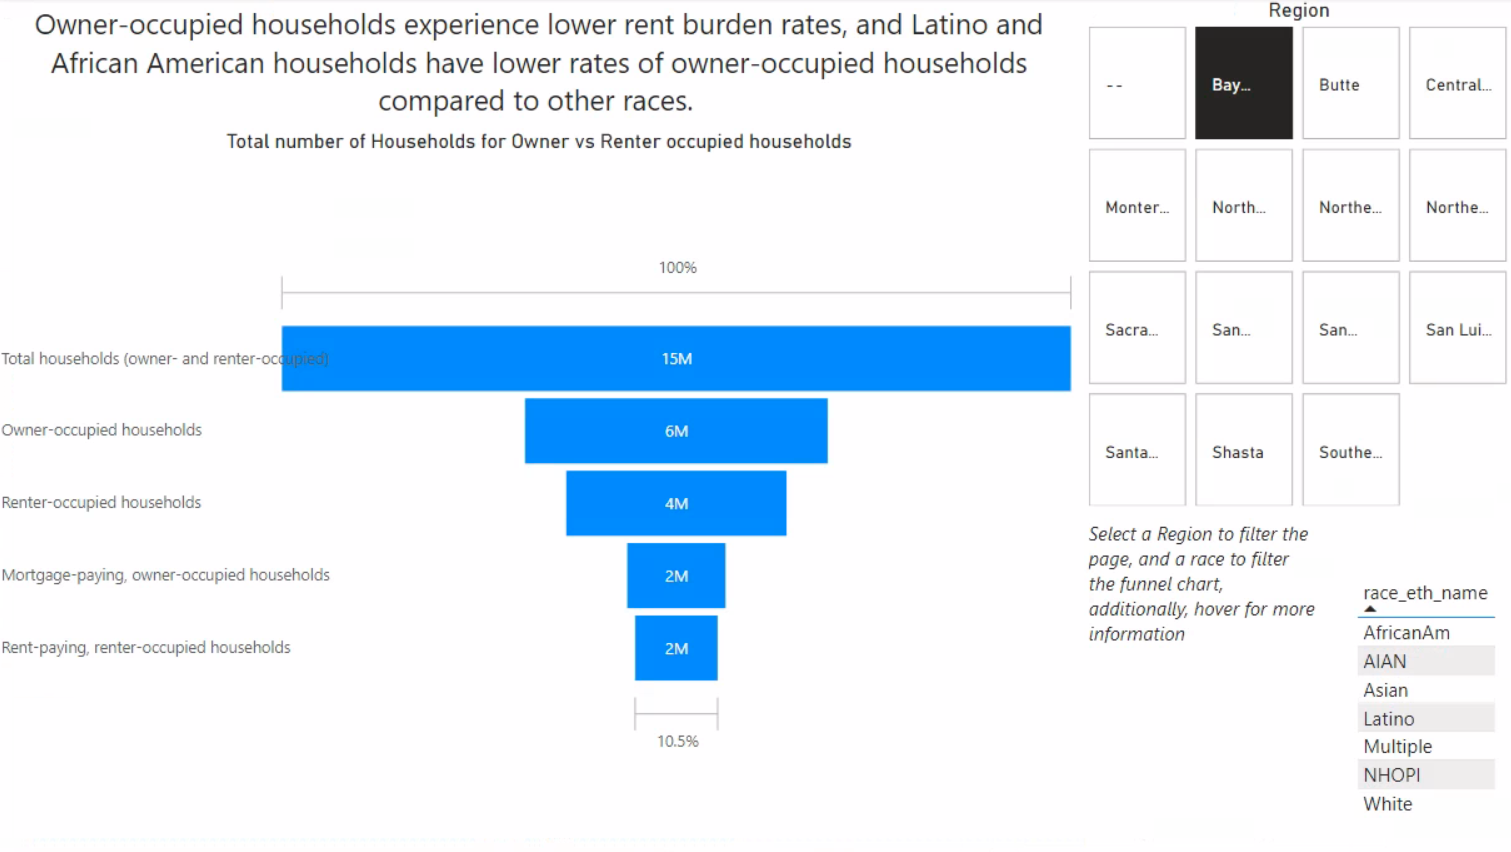 Owner-occupied households experience lower rent burden rates, and Latino and
African American households have lower rates of owner-occupied households
compared to other races.
Total number of Households for Owner vs Renter occupied households
100%
Total households (owner- and renter-occupied)
15M
Owner-occupied households
6M
Renter-occupied households
4M
Mortgage-paying, owner-occupied households
2M
Rent-paying, renter-occupied households
2M
10.5%
Region
--
Bay...
Butte
Central...
Monter...
North...
Northe...
Northe...
Sacra...
San...
San...
San Lui...
Santa...
Shasta
Southe...
Select a Region to filter the
page, and a race to filter
the funnel chart,
additionally, hover for more
information
race_eth_name
AfricanAm
AIAN
Asian
Latino
Multiple
NHOPI
White